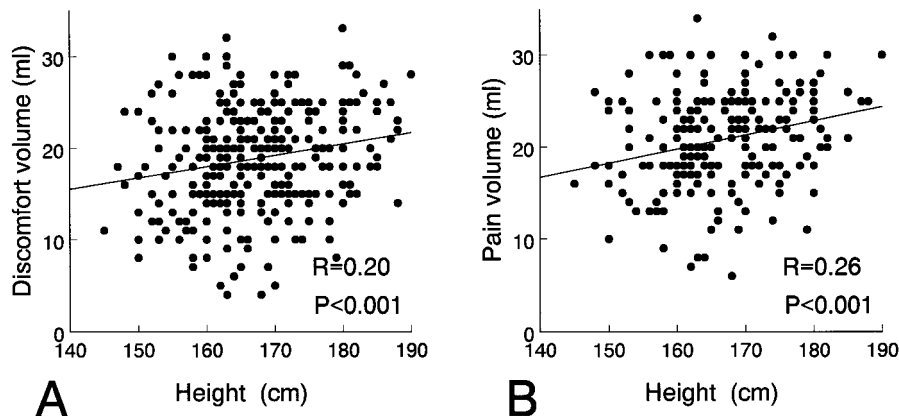 Discomfort volume (ml)
30
20
10
0
140 150 160 170 180 190
R=0.20
P<0.001
Height (cm)
A
Pain volume (ml)
30
20
10
0
140 150 160 170 180 190
R=0.26
P<0.001
Height (cm)
B